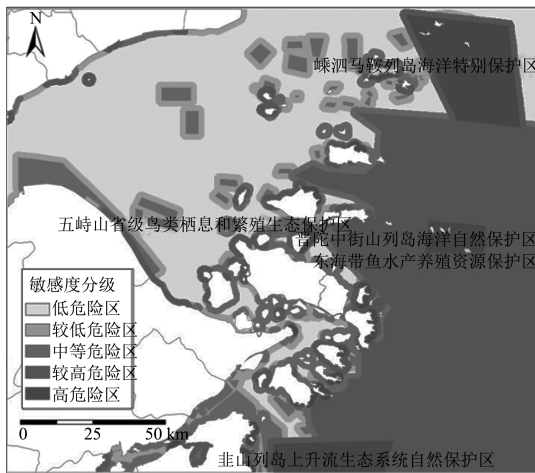 N
嵊泗马鞍列岛海洋特别保护区
五峙山省级鸟类栖息和繁殖生态保护区
普陀中街山列岛海洋自然保护区
东海带鱼水产养殖资源保护区
敏感度分级
低危险区
较低危险区
中等危险区
较高危险区
高危险区
0 25 50 km
韭山列岛上升流生态系统自然保护区